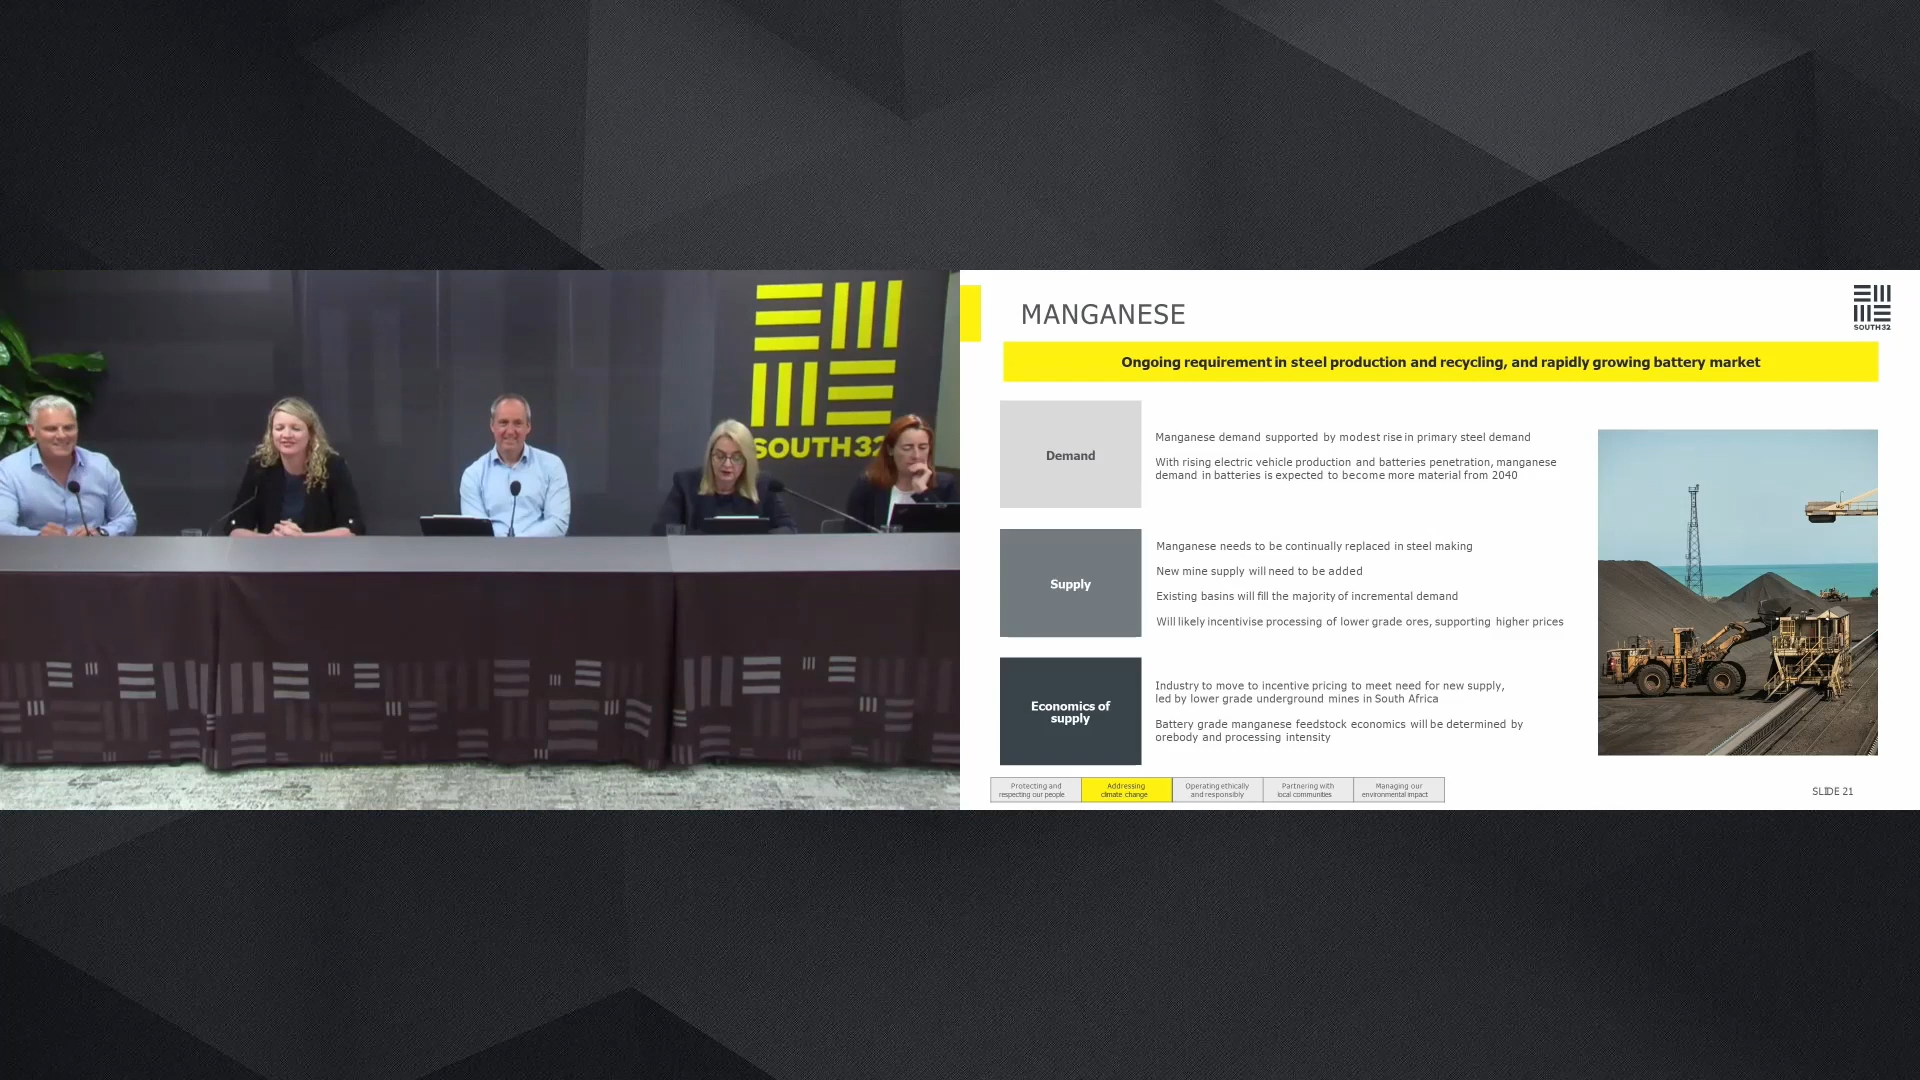 SOUTH32
MANGANESE
SOUTH32
Ongoing requirement in steel production and recycling, and rapidly growing battery market
Demand
Manganese demand supported by modest rise in primary steel demand
With rising electric vehicle production and batteries penetration, manganese
demand in batteries is expected to become more material from 2040
Supply
Manganese needs to be continually replaced in steel making
New mine supply will need to be added
Existing basins will fill the majority of incremental demand
Will likely incentivise processing of lower grade ores, supporting higher prices
Economics of
supply
Industry to move to incentive pricing to meet need for new supply,
led by lower grade underground mines in South Africa
Battery grade manganese feedstock economics will be determined by
orebody and processing intensity
Protecting and
respecting our people
Addressing
climate change
Operating ethically
and responsibly
Partnering with
local communities
Managing our
environmental impact
SLIDE 21